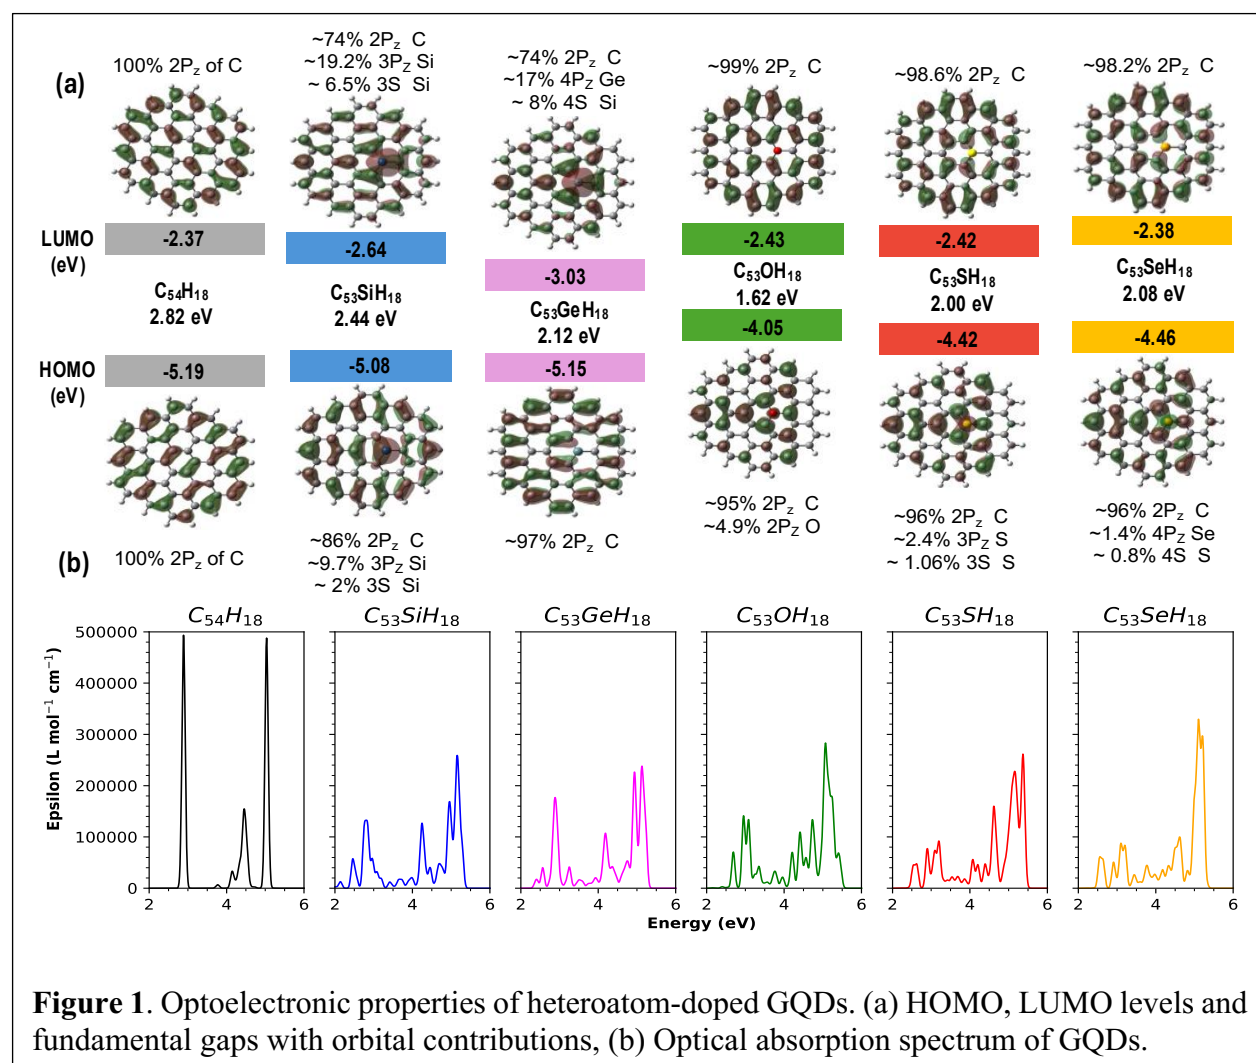 (a)
100% 2Pz of C
~74% 2Pz C
~19.2% 3Pz Si
~ 6.5% 3S Si
~74% 2Pz C
~17% 4Pz Ge
~ 8% 4S Si
~99% 2Pz C
~98.6% 2Pz C
~98.2% 2Pz C
LUMO
(eV)
-2.37
-2.64
-3.03
-2.43
-2.42
-2.38
C54H18
2.82 eV
C53SiH18
2.44 eV
C53GeH18
2.12 eV
C53OH18
1.62 eV
C53SH18
2.00 eV
C53SeH18
2.08 eV
HOMO
(eV)
-5.19
-5.08
-5.15
-4.05
-4.42
-4.46
100% 2Pz of C
~86% 2Pz C
~9.7% 3Pz Si
~ 2% 3S Si
~97% 2Pz C
~95% 2Pz C
~4.9% 2Pz O
~96% 2Pz C
~2.4% 3Pz S
~ 1.06% 3S S
~96% 2Pz C
~1.4% 4Pz Se
~ 0.8% 4S S
(b)
C54H18
C53SiH18
C53GeH18
C53OH18
C53SH18
C53SeH18
Epsilon (L mol−1 cm−1)
500000
400000
300000
200000
100000
0
2 4 6
2 4 6
2 4 6
2 4 6
2 4 6
2 4 6
Energy (eV)
Figure 1. Optoelectronic properties of heteroatom-doped GQDs. (a) HOMO, LUMO levels and
fundamental gaps with orbital contributions, (b) Optical absorption spectrum of GQDs.